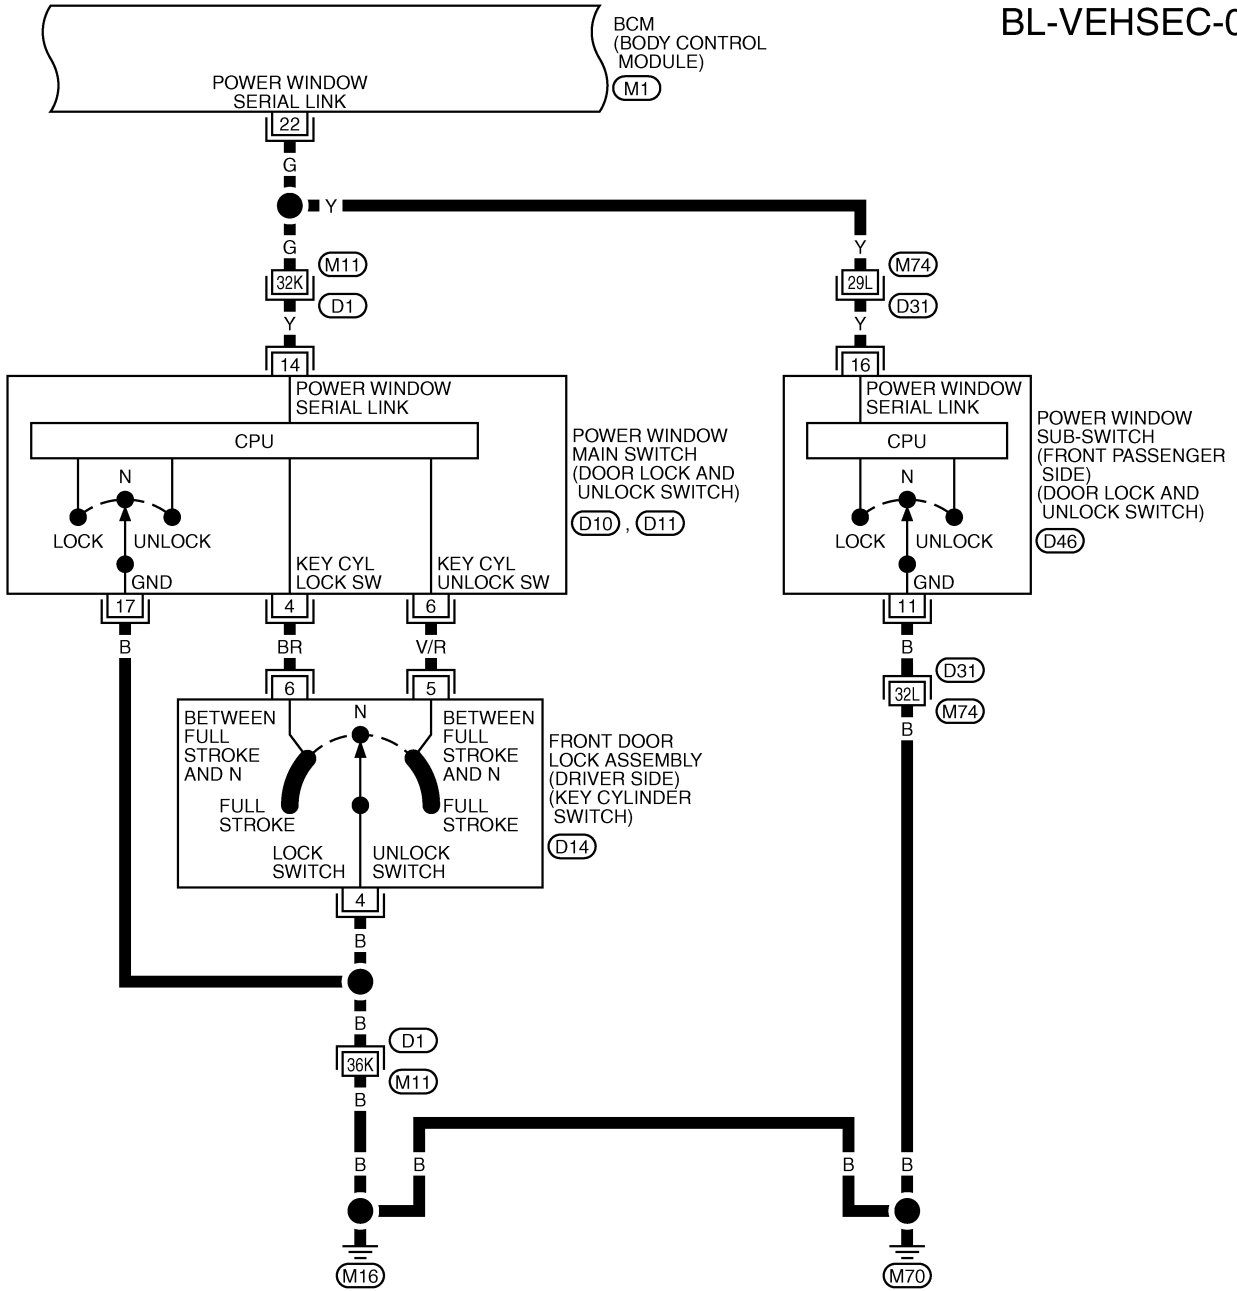 BL-VEHSEC-0
BCM
(BODY CONTROL
MODULE)
M1
POWER WINDOW
SERIAL LINK
22
G
Y
G
Y
M11
32K
D1
M74
29L
D31
Y
Y
14
16
POWER WINDOW
SERIAL LINK
CPU
N
LOCK
UNLOCK
GND
KEY CYL
LOCK SW
KEY CYL
UNLOCK SW
POWER WINDOW
MAIN SWITCH
(DOOR LOCK AND
UNLOCK SWITCH)
D10 , D11
POWER WINDOW
SERIAL LINK
CPU
N
LOCK
UNLOCK
GND
POWER WINDOW
SUB-SWITCH
(FRONT PASSENGER
SIDE)
(DOOR LOCK AND
UNLOCK SWITCH)
D46
17
4
6
11
B
BR
V/R
B
6
5
D31
32L
M74
B
BETWEEN
FULL
STROKE
AND N
N
BETWEEN
FULL
STROKE
AND N
FULL
STROKE
FULL
STROKE
LOCK
SWITCH
UNLOCK
SWITCH
FRONT DOOR
LOCK ASSEMBLY
(DRIVER SIDE)
(KEY CYLINDER
SWITCH)
D14
4
B
B
D1
36K
M11
B
B
B
B
B
M16
M70